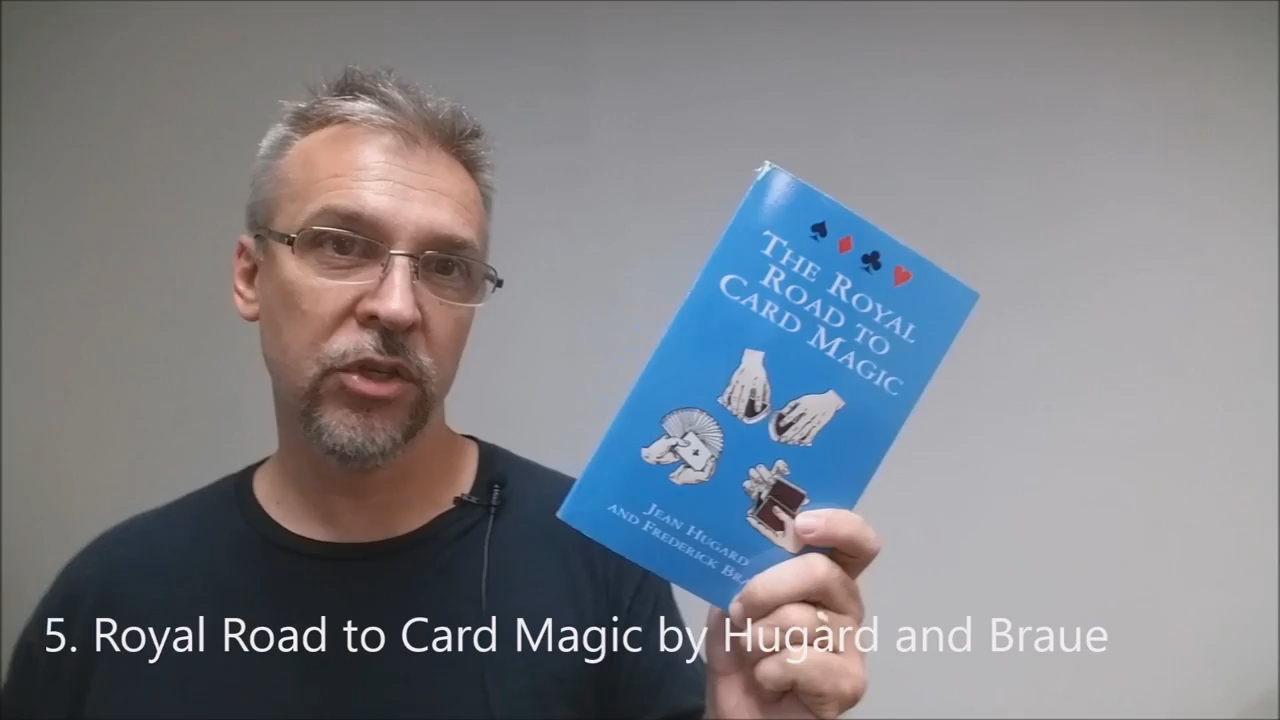 THE ROYAL
ROAD TO
CARD MAGIC
JEAN HUGARD
AND FREDERICK
5. Royal Road to Card Magic by Hugard and Braue